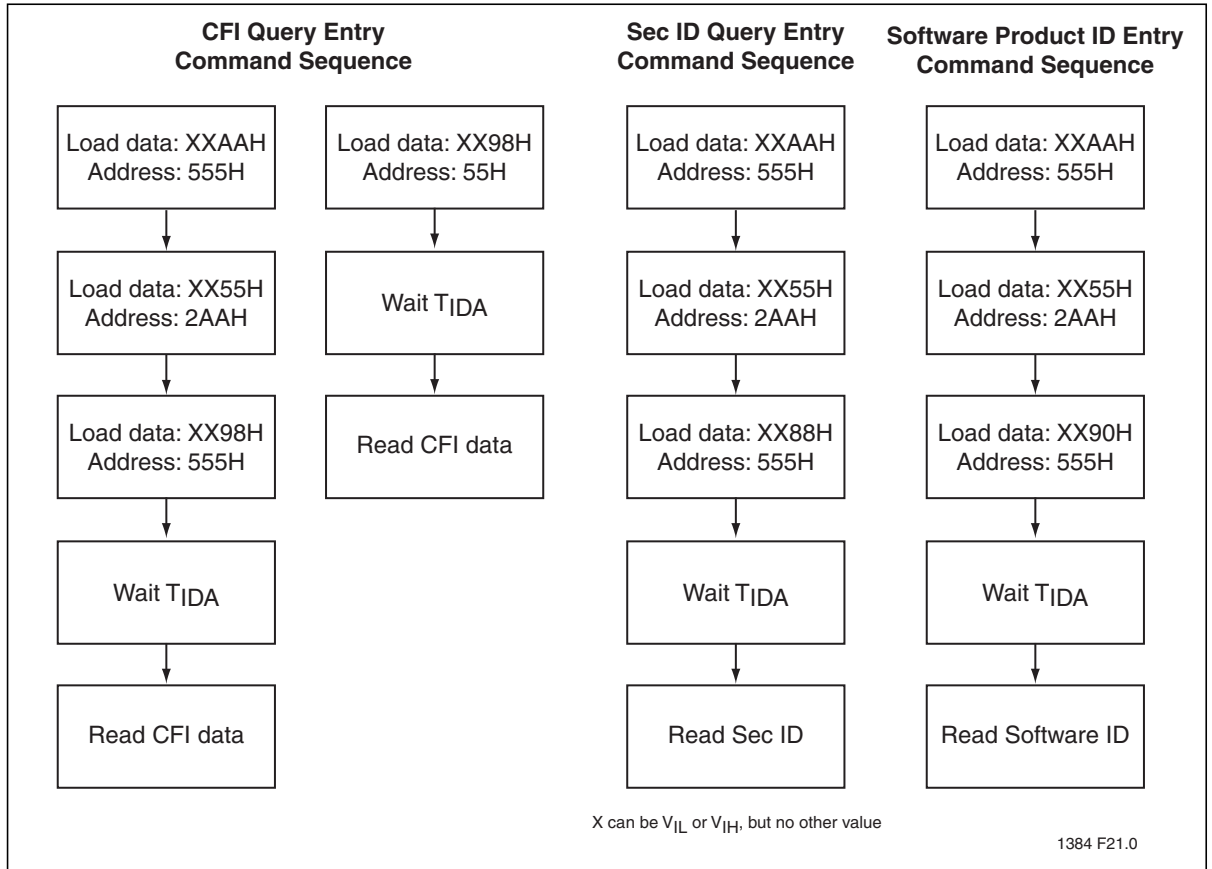 CFI Query Entry
Command Sequence
Load data: XXAAH
Address: 555H
Load data: XX55H
Address: 2AAH
Load data: XX98H
Address: 555H
Wait TIDA
Read CFI data
Load data: XX98H
Address: 55H
Wait TIDA
Read CFI data
Sec ID Query Entry
Command Sequence
Load data: XXAAH
Address: 555H
Load data: XX55H
Address: 2AAH
Load data: XX88H
Address: 555H
Wait TIDA
Read Sec ID
Software Product ID Entry
Command Sequence
Load data: XXAAH
Address: 555H
Load data: XX55H
Address: 2AAH
Load data: XX90H
Address: 555H
Wait TIDA
Read Software ID
X can be VIL or VIH, but no other value
1384 F21.0